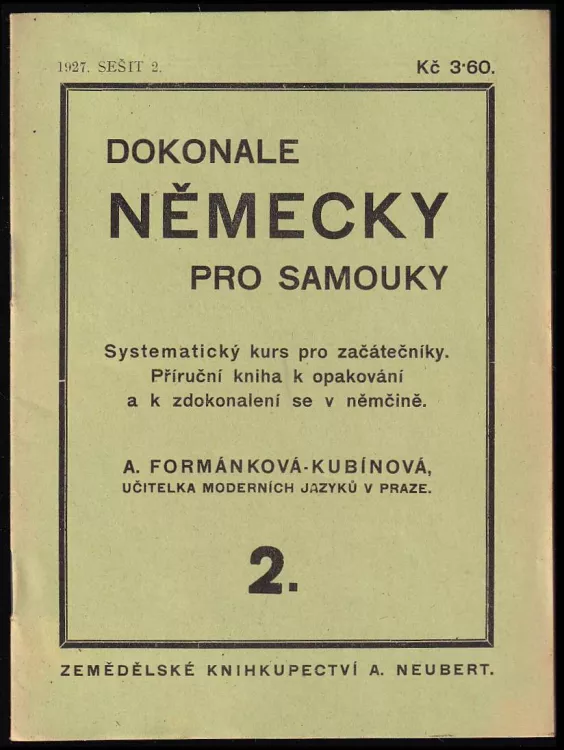 1927. SEŠIT 2.
Kč 3·60.
DOKONALE
NĚMECKY
PRO SAMOUKY
Systematický kurs pro začátečníky.
Příruční kniha k opakování
a k zdokonalení se v němčině.
A. FORMÁNKOVÁ-KUBÍNOVÁ,
UČITELKA MODERNÍCH JAZYKŮ V PRAZE.
2.
ZEMĚDĚLSKÉ KNIHKUPECTVÍ A. NEUBERT.